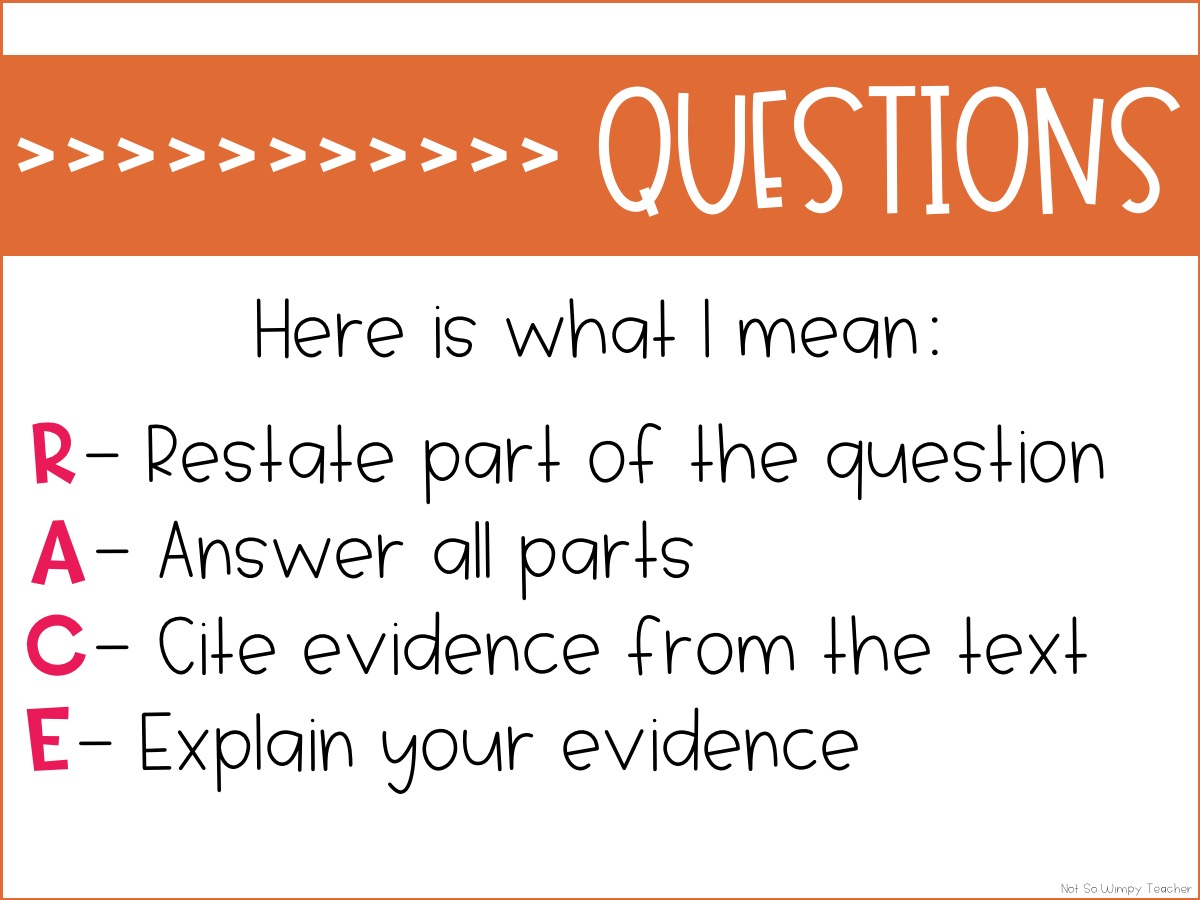 >>>>>>>>>>> QUESTIONS
Here is what I mean:
R- Restate part of the question
A- Answer all parts
C- Cite evidence from the text
E- Explain your evidence
Not So Wimpy Teacher